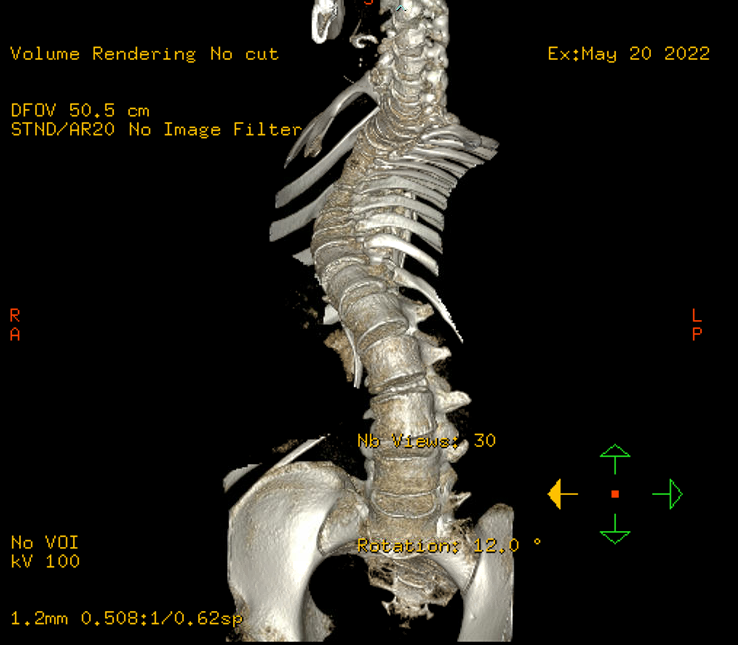 S
Volume Rendering No cut
Ex:May 20 2022
DFOV 50.5 cm
STND/AR20 No Image Filter
R
A
L
P
Nb Views: 30
No VOI
kV 100
Rotation: 12.0 °
1.2mm 0.508:1/0.62sp